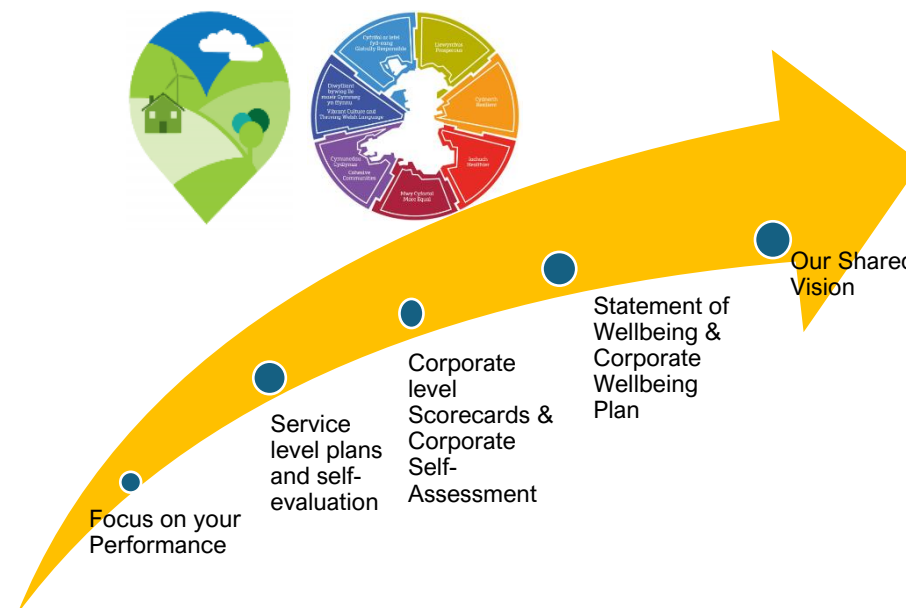 Cyfrifol ar lefel
fyd-eang
Globally Responsible
Llewyrchus
Prosperous
Diwylliant
bywiog lle
mae'r Gymraeg
yn ffynnu
Vibrant Culture and
Thriving Welsh Language
Cydnerth
Resilient
Cymunedau
Cydlynus
Cohesive
Communities
Iachach
Healthier
Mwy Cyfartal
More Equal
Our Shared
Vision
Statement of
Wellbeing &
Corporate
Wellbeing
Plan
Corporate
level
Scorecards &
Corporate
Self-
Assessment
Service
level plans
and self-
evaluation
Focus on your
Performance